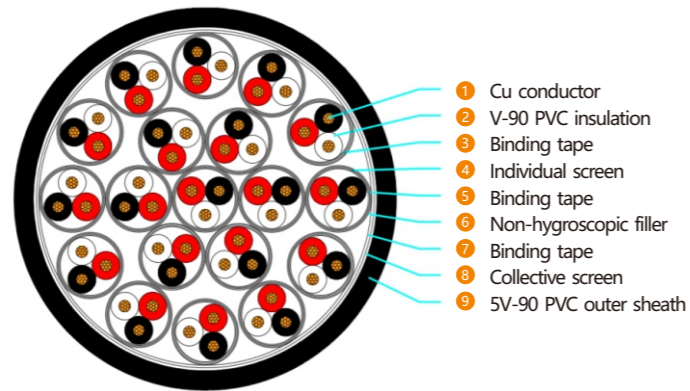 1 Cu conductor
2 V-90 PVC insulation
3 Binding tape
4 Individual screen
5 Binding tape
6 Non-hygroscopic filler
7 Binding tape
8 Collective screen
9 5V-90 PVC outer sheath